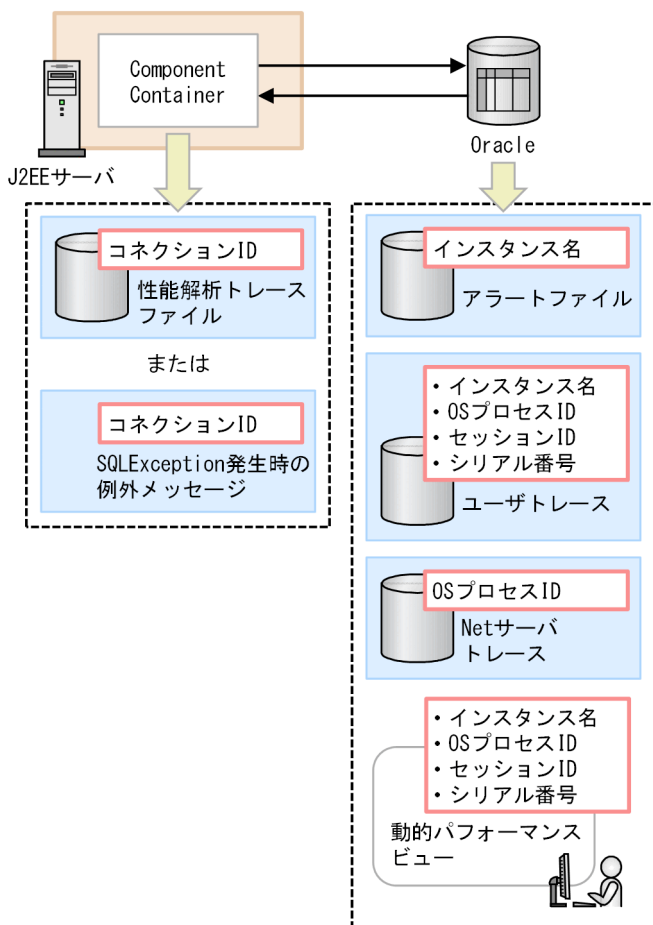 Component
Container
Oracle
J2EEサーバ
コネクションID
性能解析トレース
ファイル
または
コネクションID
SQLException発生時の
例外メッセージ
インスタンス名
アラートファイル
・インスタンス名
・OSプロセスID
・セッションID
・シリアル番号
ユーザトレース
OSプロセスID
Netサーバ
トレース
・インスタンス名
・OSプロセスID
・セッションID
・シリアル番号
動的パフォーマンス
ビュー